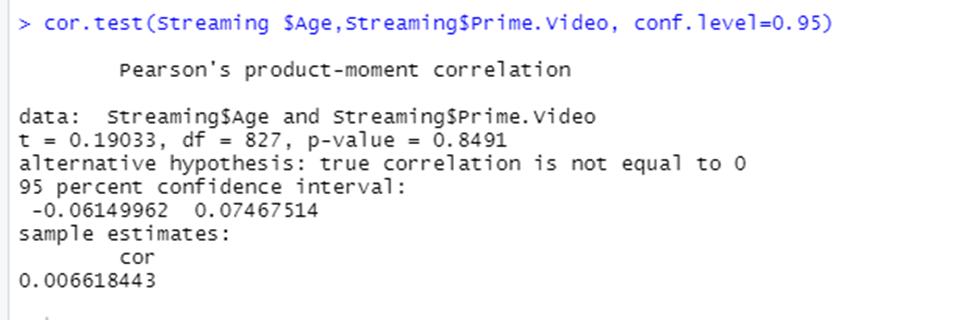 > cor.test(Streaming $Age,Streaming$Prime.Video, conf.level=0.95)
Pearson's product-moment correlation
data:  Streaming$Age and Streaming$Prime.Video
t = 0.19033, df = 827, p-value = 0.8491
alternative hypothesis: true correlation is not equal to 0
95 percent confidence interval:
-0.06149962  0.07467514
sample estimates:
cor
0.006618443